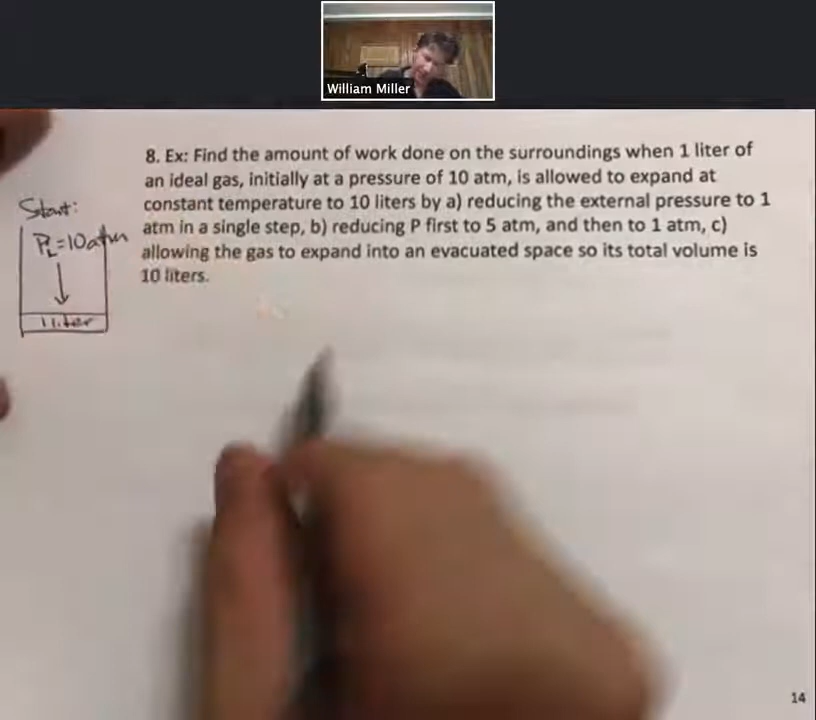 William Miller
8. Ex: Find the amount of work done on the surroundings when 1 liter of
an ideal gas, initially at a pressure of 10 atm, is allowed to expand at
constant temperature to 10 liters by a) reducing the external pressure to 1
atm in a single step, b) reducing P first to 5 atm, and then to 1 atm, c)
allowing the gas to expand into an evacuated space so its total volume is
10 liters.
Start:
P =10atm
1 liter
14